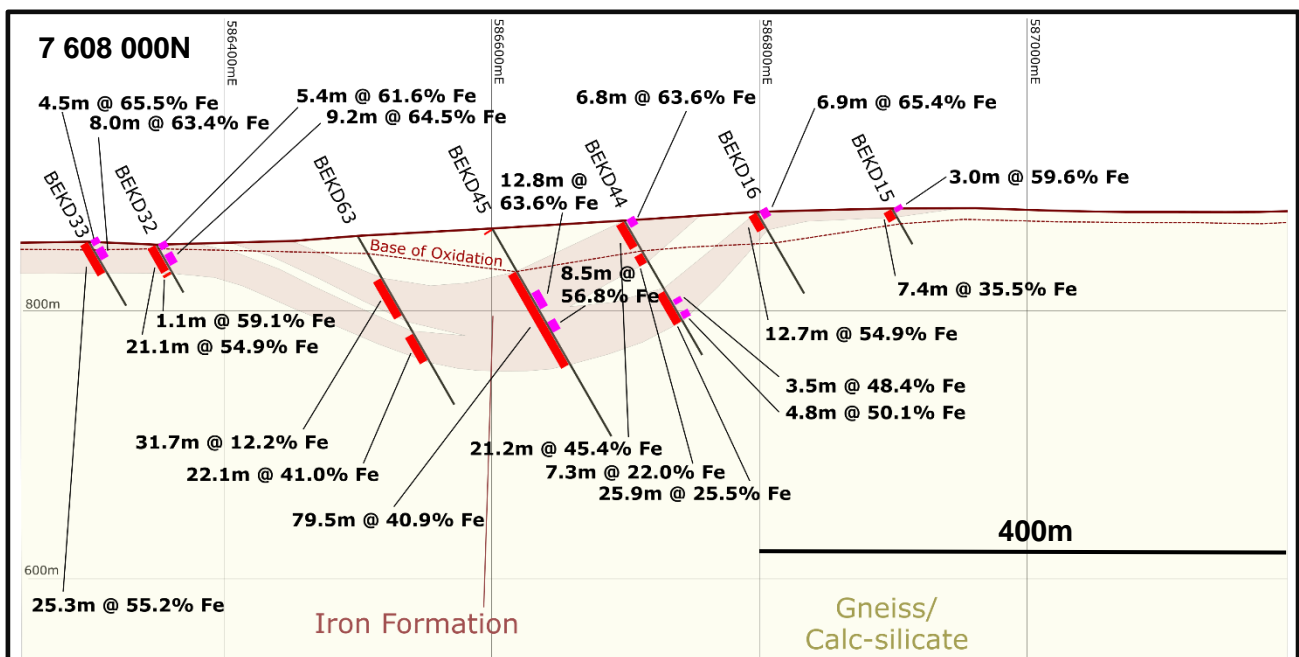 7 608 000N
586400mE
586600mE
586800mE
587000mE
4.5m @ 65.5% Fe
8.0m @ 63.4% Fe
5.4m @ 61.6% Fe
9.2m @ 64.5% Fe
6.8m @ 63.6% Fe
6.9m @ 65.4% Fe
3.0m @ 59.6% Fe
12.8m @
63.6% Fe
BEKD33
BEKD32
BEKD63
BEKD45
BEKD44
BEKD16
BEKD15
Base of Oxidation
8.5m @
56.8% Fe
800m
1.1m @ 59.1% Fe
21.1m @ 54.9% Fe
7.4m @ 35.5% Fe
12.7m @ 54.9% Fe
3.5m @ 48.4% Fe
4.8m @ 50.1% Fe
31.7m @ 12.2% Fe
22.1m @ 41.0% Fe
21.2m @ 45.4% Fe
7.3m @ 22.0% Fe
25.9m @ 25.5% Fe
79.5m @ 40.9% Fe
400m
600m
25.3m @ 55.2% Fe
Iron Formation
Gneiss/
Calc-silicate